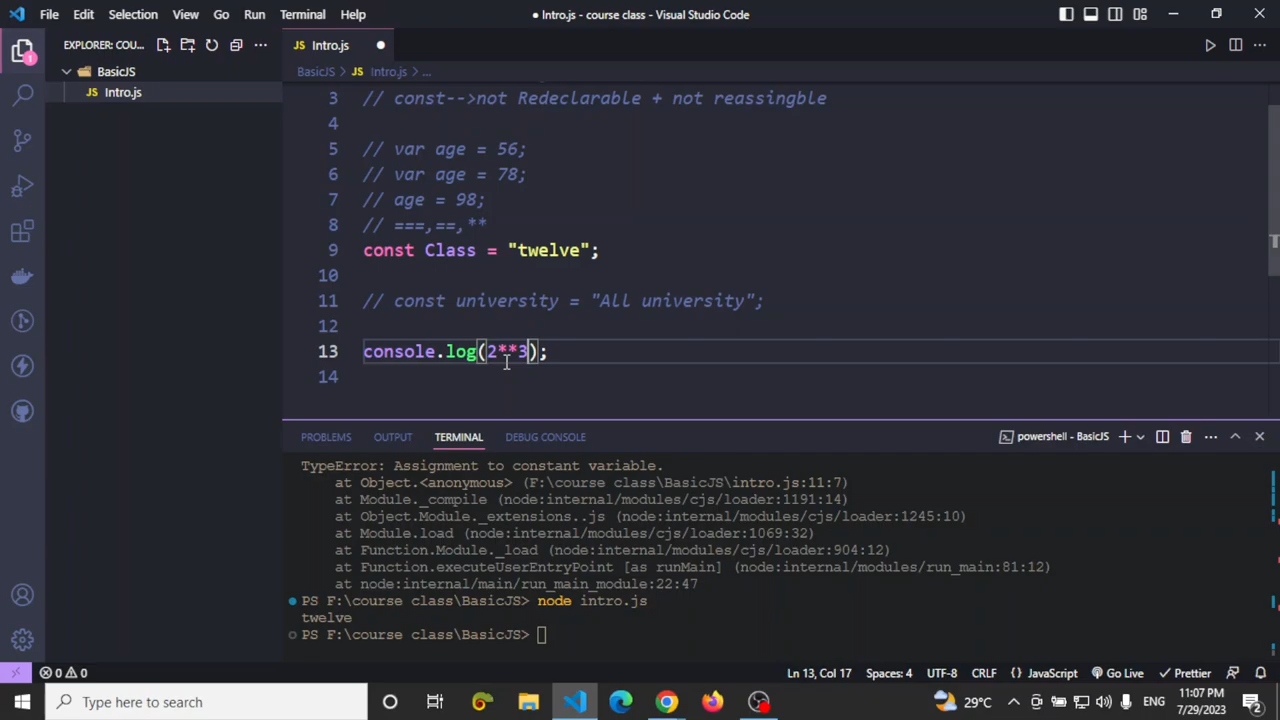 File Edit Selection View Go Run Terminal Help
● Intro.js - course class - Visual Studio Code
EXPLORER: COU...
JS Intro.js ●
BasicJS
BasicJS > JS Intro.js > ...
JS Intro.js
3 // const-->not Redeclarable + not reassingble
4
5 // var age = 56;
6 // var age = 78;
7 // age = 98;
8 // ===,==,**
9 const Class = "twelve";
10
11 // const university = "All university";
12
13 console.log(2**3);
14
1
PROBLEMS OUTPUT TERMINAL DEBUG CONSOLE
powershell - BasicJS
TypeError: Assignment to constant variable.
at Object.<anonymous> (F:\course class\BasicJS\intro.js:11:7)
at Module._compile (node:internal/modules/cjs/loader:1191:14)
at Object.Module._extensions..js (node:internal/modules/cjs/loader:1245:10)
at Module.load (node:internal/modules/cjs/loader:1069:32)
at Function.Module._load (node:internal/modules/cjs/loader:904:12)
at Function.executeUserEntryPoint [as runMain] (node:internal/modules/run_main:81:12)
at node:internal/main/run_main_module:22:47
PS F:\course class\BasicJS> node intro.js
twelve
PS F:\course class\BasicJS>
0 0
Ln 13, Col 17 Spaces: 4 UTF-8 CRLF {} JavaScript Go Live Prettier
Type here to search
29°C
ENG
11:07 PM
7/29/2023
2